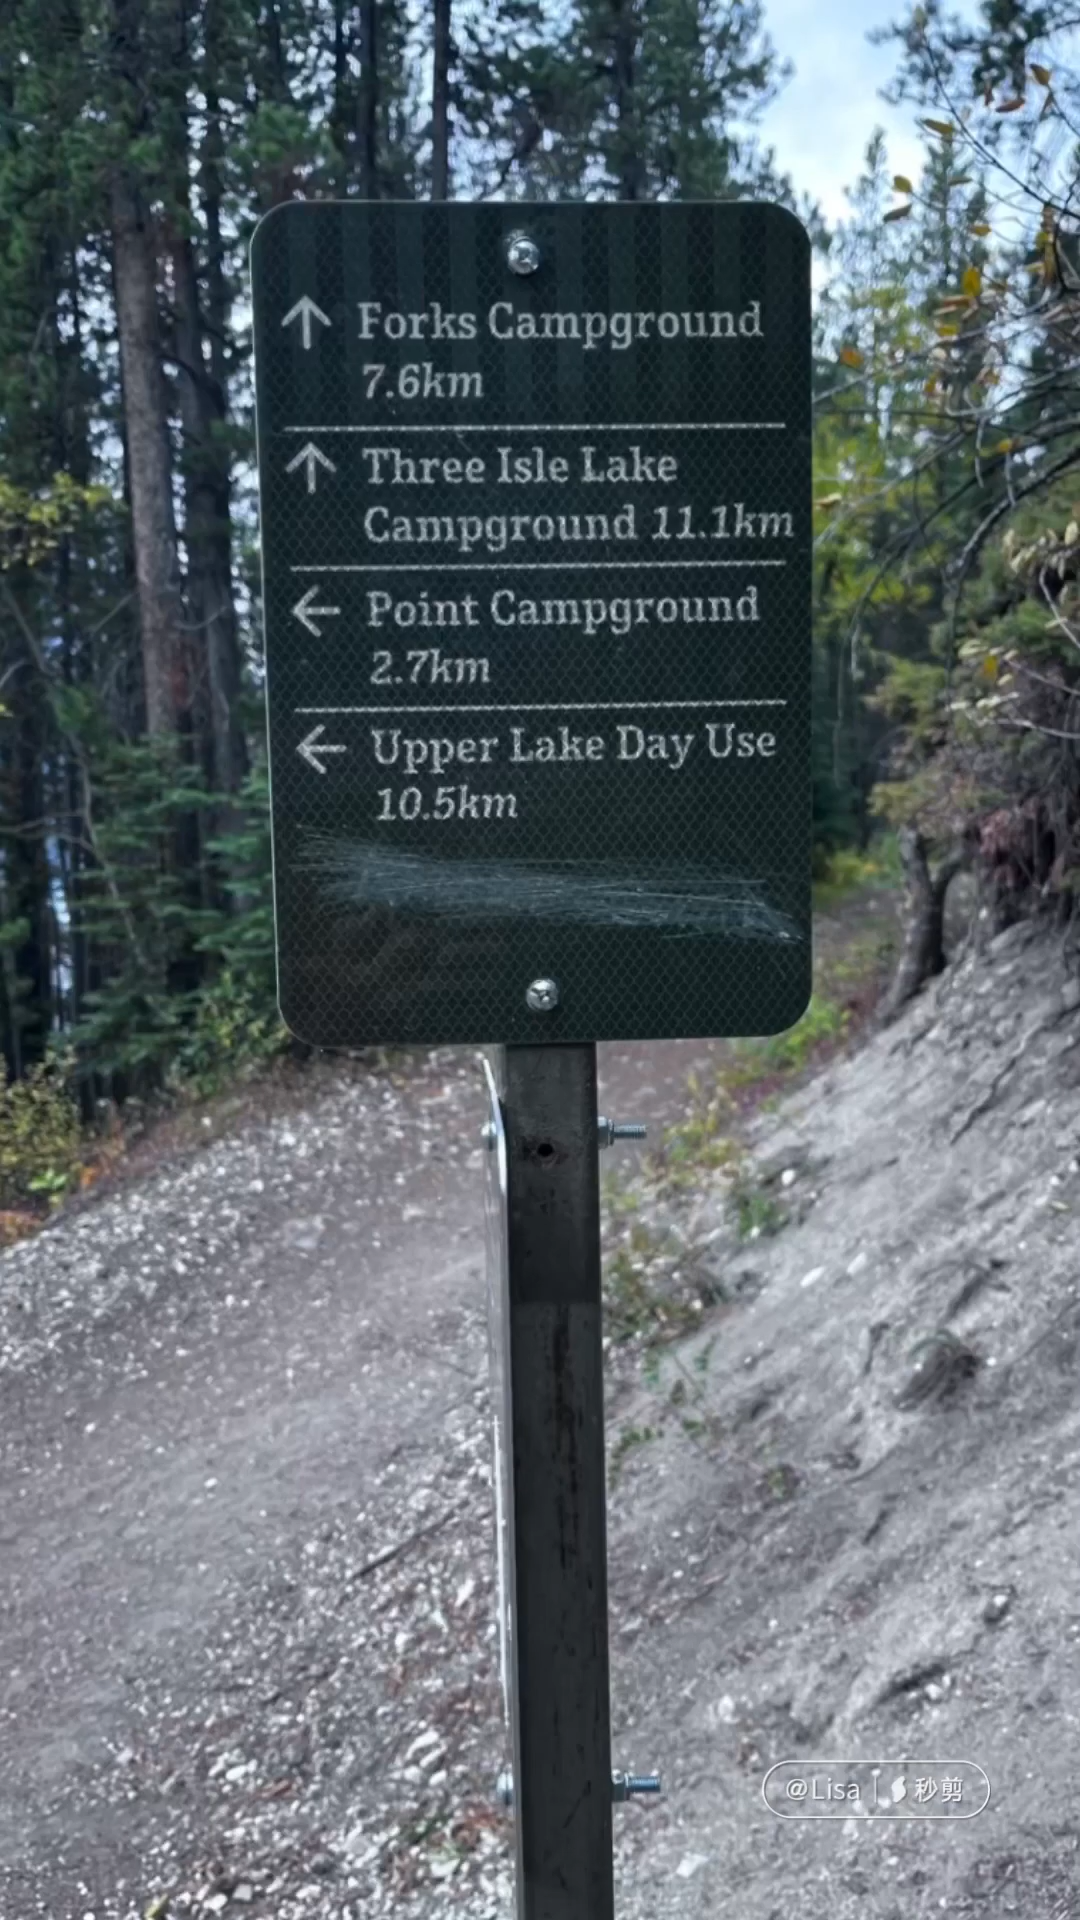 ↑ Forks Campground
7.6km
↑ Three Isle Lake
Campground 11.1km
← Point Campground
2.7km
← Upper Lake Day Use
10.5km
@Lisa | 秒剪